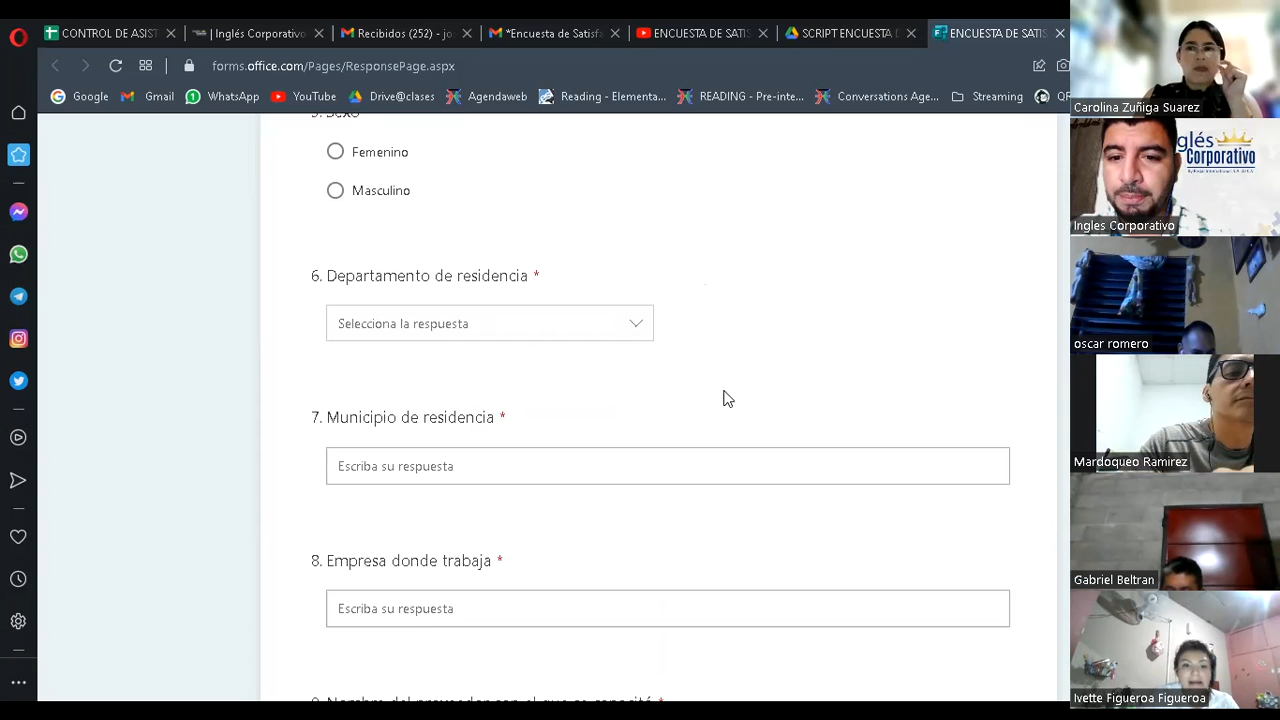 CONTROL DE ASIST
| Inglés Corporativo
Recibidos (252) - jo
*Encuesta de Satisfa
ENCUESTA DE SATIS
SCRIPT ENCUESTA D
ENCUESTA DE SATIS
forms.office.com/Pages/ResponsePage.aspx
Google
Gmail
WhatsApp
YouTube
Drive@clases
Agendaweb
Reading - Elementa...
READING - Pre-inte...
Conversations Age...
Streaming
QR
5. Sexo
Femenino
Masculino
6. Departamento de residencia *
Selecciona la respuesta
7. Municipio de residencia *
Escriba su respuesta
8. Empresa donde trabaja *
Escriba su respuesta
Carolina Zuñiga Suarez
glés
Corporativo
Ingles Corporativo
oscar romero
Mardoqueo Ramirez
Gabriel Beltran
Ivette Figueroa Figueroa